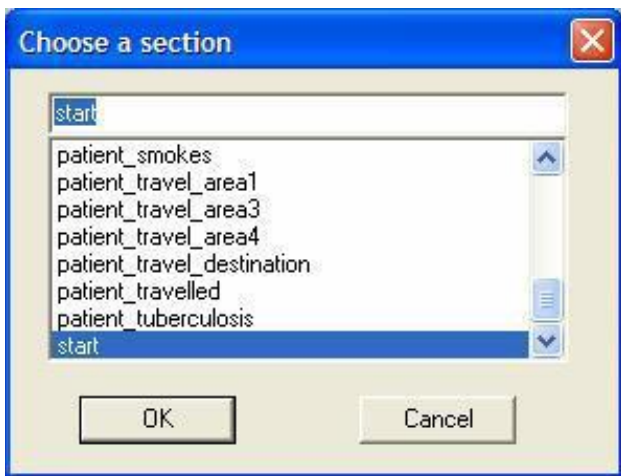 Choose a section
start
patient_smokes
patient_travel_area1
patient_travel_area3
patient_travel_area4
patient_travel_destination
patient_travelled
patient_tuberculosis
start
OK Cancel